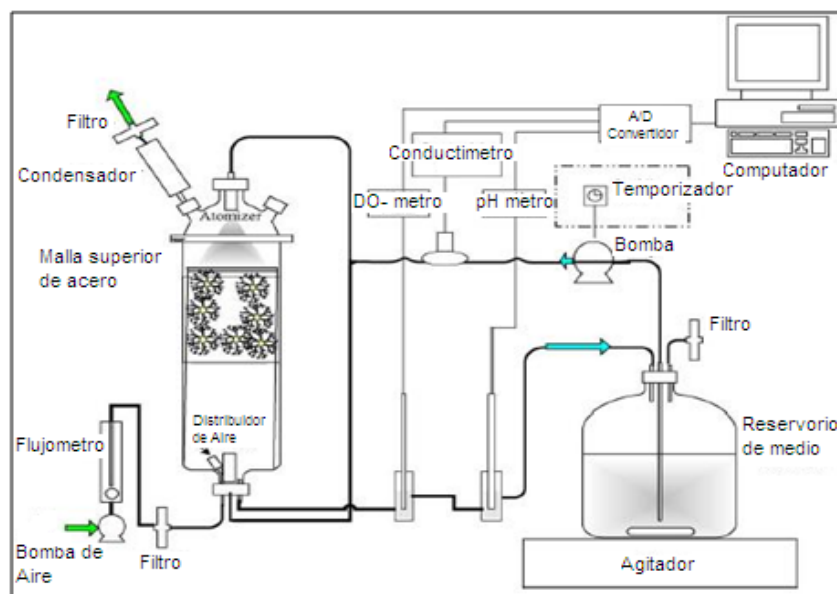 Filtro
Condensador
Atomizer
Malla superior
de acero
Conductimetro
DO- metro
pH metro
A/D
Convertidor
Computador
Temporizador
Bomba
Filtro
Distribuidor
de Aire
Flujometro
Reservorio
de medio
Bomba de
Aire
Filtro
Agitador